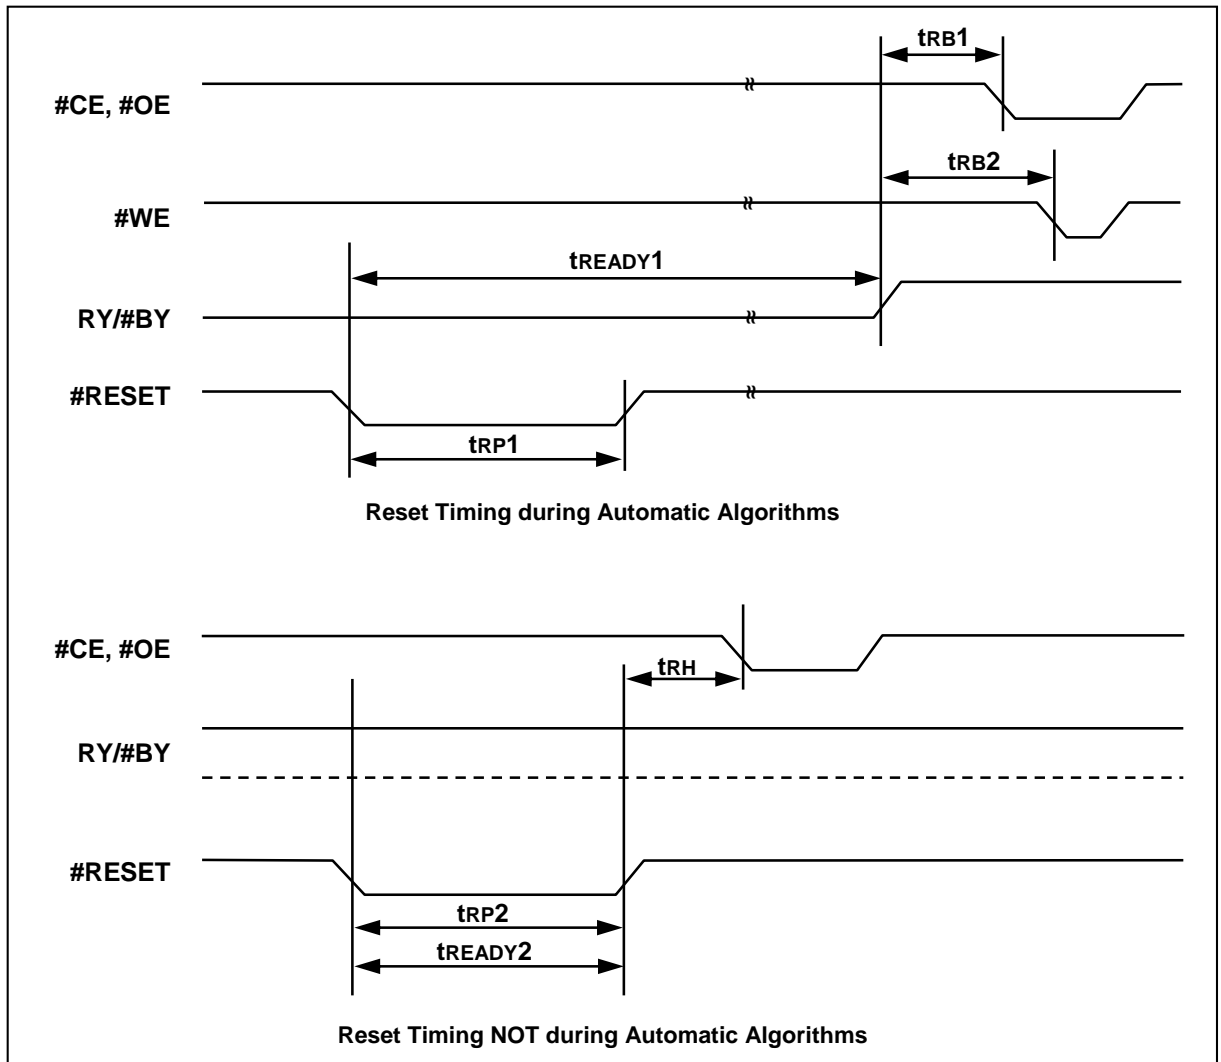 tRB1
#CE, #OE
tRB2
#WE
tREADY1
RY/#BY
#RESET
tRP1
Reset Timing during Automatic Algorithms
#CE, #OE
tRH
RY/#BY
#RESET
tRP2
tREADY2
Reset Timing NOT during Automatic Algorithms